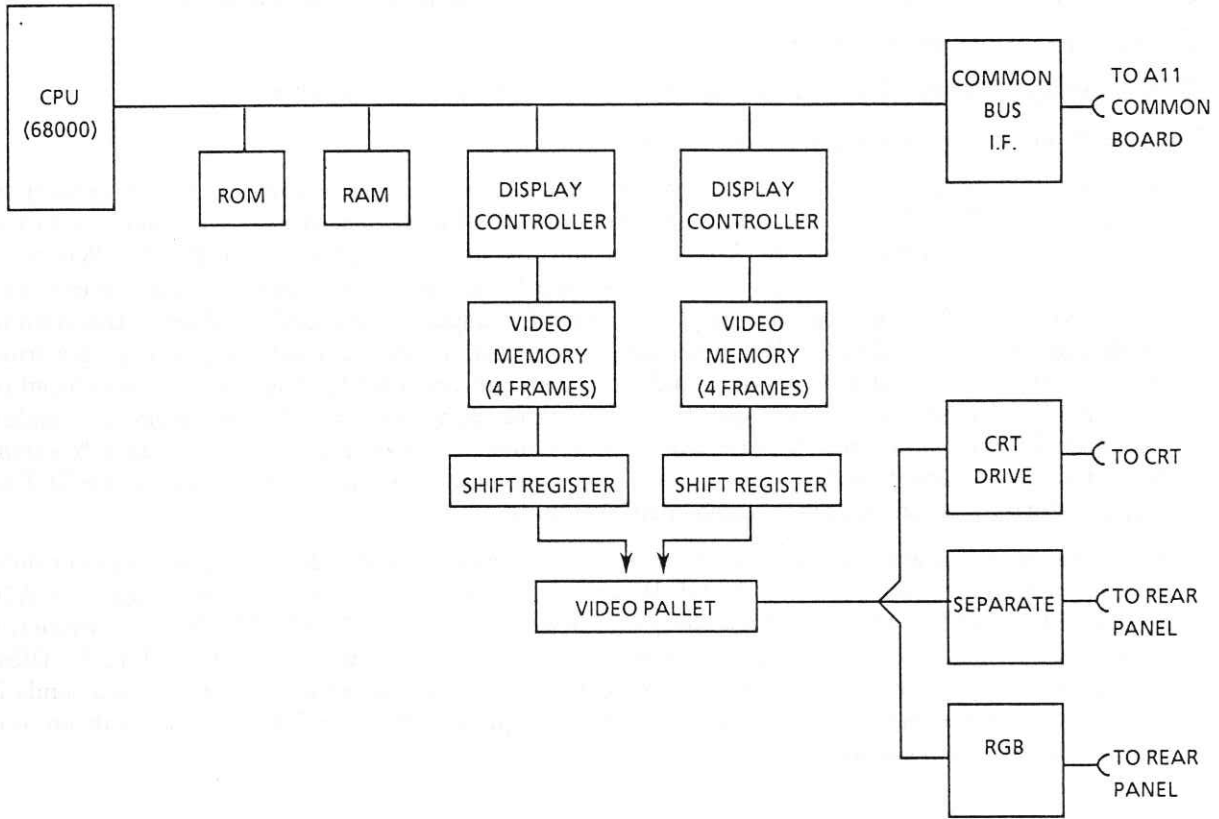 CPU
(68000)
ROM
RAM
DISPLAY
CONTROLLER
DISPLAY
CONTROLLER
COMMON
BUS
I.F.
TO A11
COMMON
BOARD
VIDEO
MEMORY
(4 FRAMES)
VIDEO
MEMORY
(4 FRAMES)
SHIFT REGISTER
SHIFT REGISTER
VIDEO PALLET
CRT
DRIVE
TO CRT
SEPARATE
TO REAR
PANEL
RGB
TO REAR
PANEL